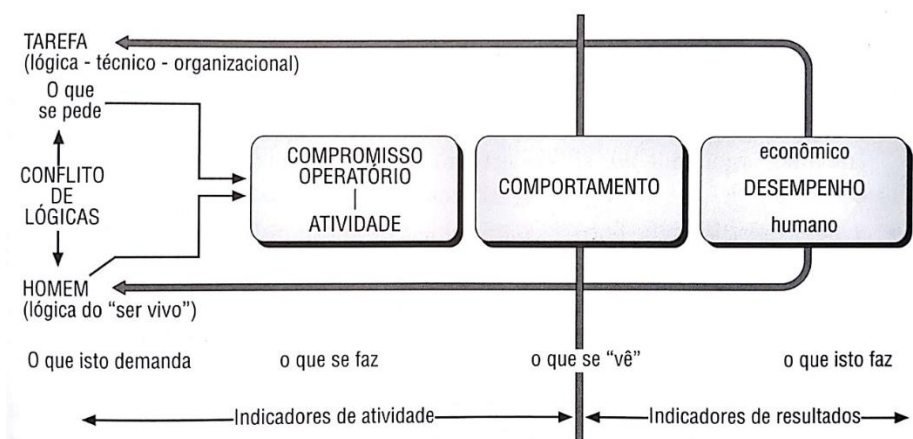 TAREFA
(lógica - técnico - organizacional)
O que
se pede
CONFLITO
DE
LÓGICAS
HOMEM
(lógica do “ser vivo”)
COMPROMISSO
OPERATÓRIO
ATIVIDADE
COMPORTAMENTO
econômico
DESEMPENHO
humano
O que isto demanda
o que se faz
o que se “vê”
o que isto faz
Indicadores de atividade
Indicadores de resultados